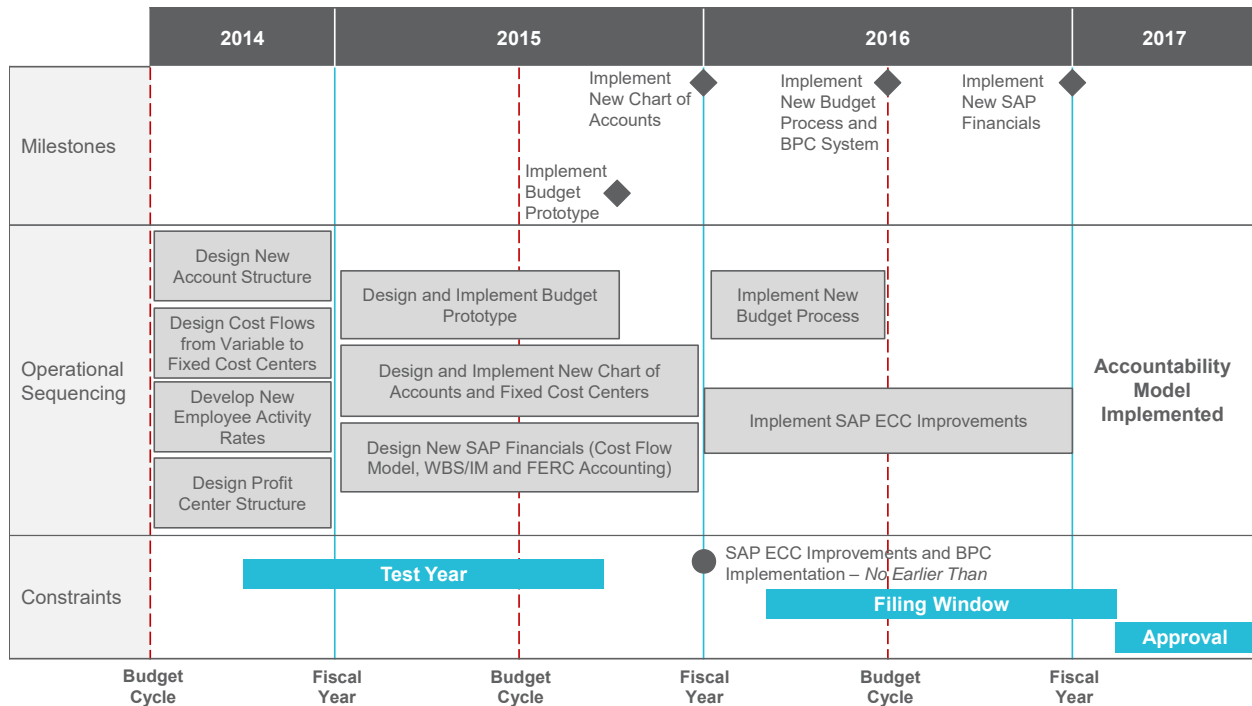 2014
2015
2016
2017
Milestones
Implement
New Chart of
Accounts
Implement
New Budget
Process and
BPC System
Implement
New SAP
Financials
Implement
Budget
Prototype
Operational
Sequencing
Design New
Account Structure
Design Cost Flows
from Variable to
Fixed Cost Centers
Develop New
Employee Activity
Rates
Design Profit
Center Structure
Design and Implement Budget
Prototype
Design and Implement New Chart of
Accounts and Fixed Cost Centers
Design New SAP Financials (Cost Flow
Model, WBS/IM and FERC Accounting)
Implement New
Budget Process
Implement SAP ECC Improvements
Accountability
Model
Implemented
Constraints
Test Year
SAP ECC Improvements and BPC
Implementation – No Earlier Than
Filing Window
Approval
Budget
Cycle
Fiscal
Year
Budget
Cycle
Fiscal
Year
Budget
Cycle
Fiscal
Year